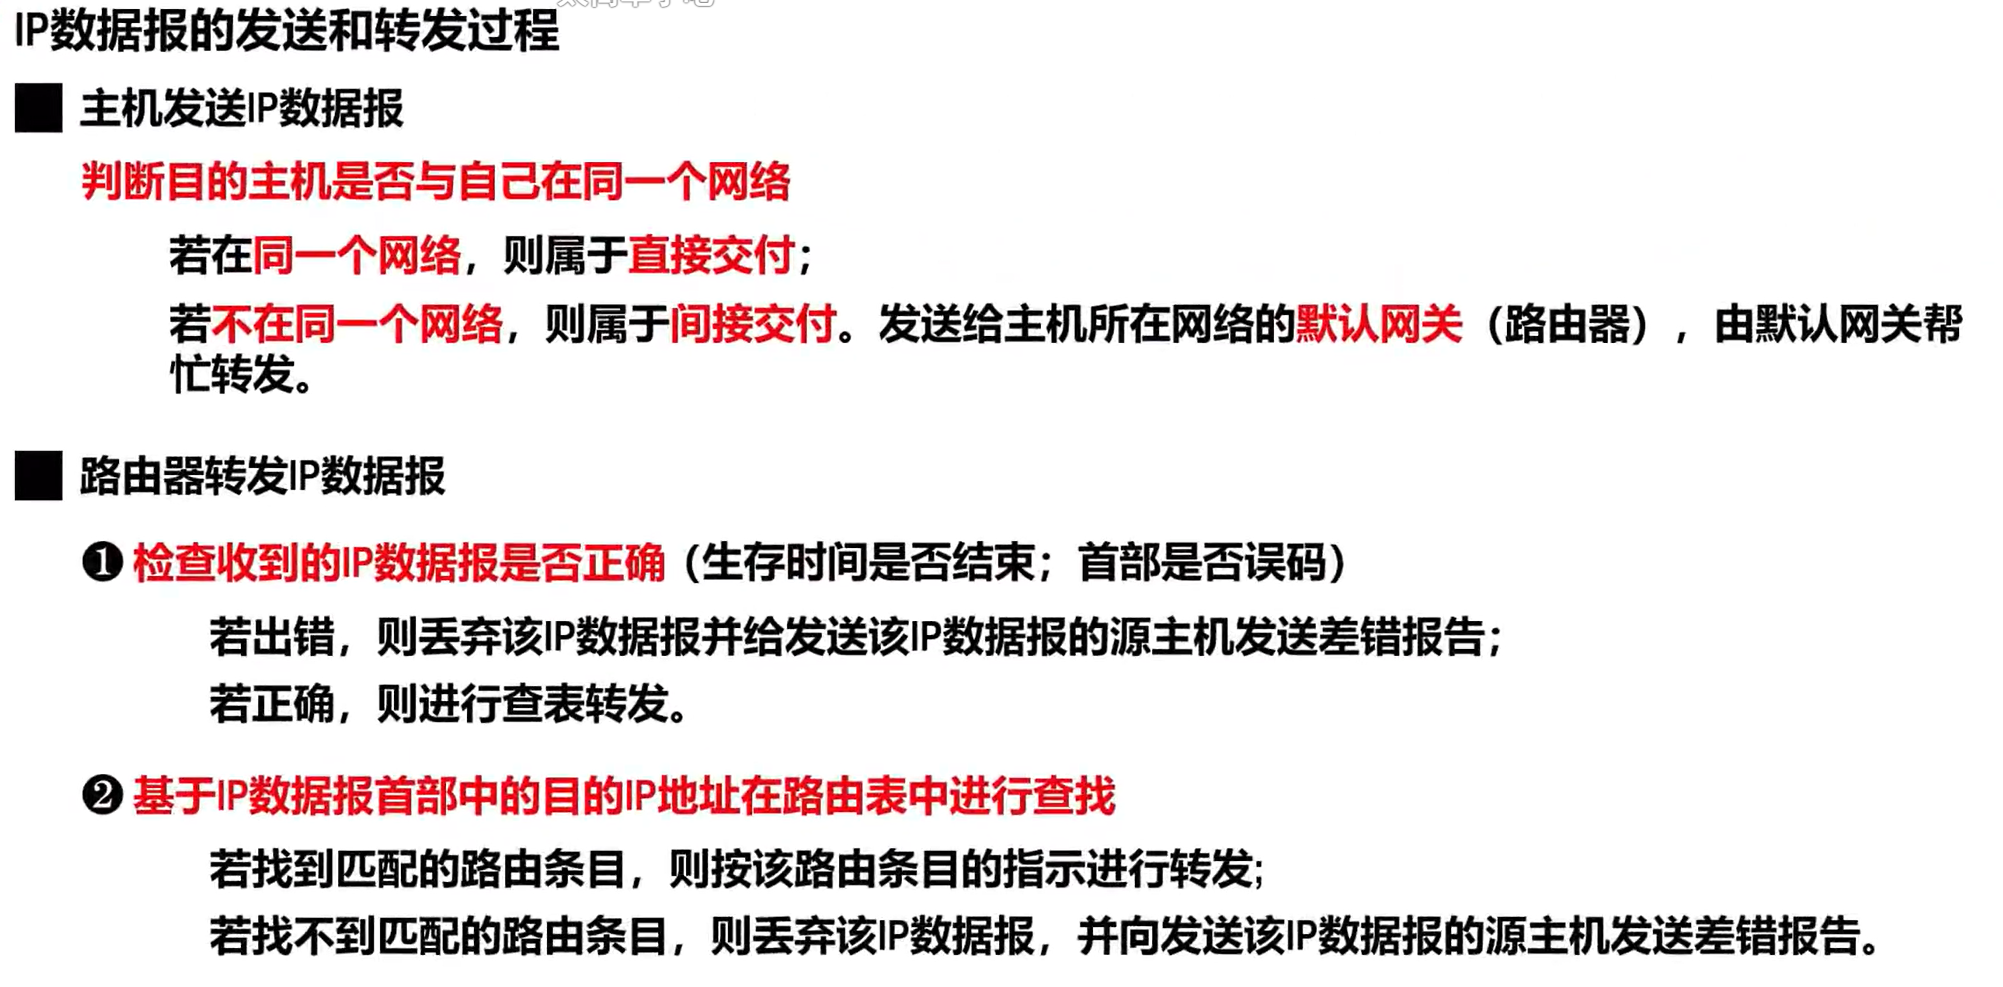 IP数据报的发送和转发过程
主机发送IP数据报
判断目的主机是否与自己在同一个网络
若在同一个网络，则属于直接交付；
若不在同一个网络，则属于间接交付。发送给主机所在网络的默认网关（路由器），由默认网关帮
忙转发。
路由器转发IP数据报
❶ 检查收到的IP数据报是否正确（生存时间是否结束；首部是否误码）
若出错，则丢弃该IP数据报并给发送该IP数据报的源主机发送差错报告；
若正确，则进行查表转发。
❷ 基于IP数据报首部中的目的IP地址在路由表中进行查找
若找到匹配的路由条目，则按该路由条目的指示进行转发;
若找不到匹配的路由条目，则丢弃该IP数据报，并向发送该IP数据报的源主机发送差错报告。